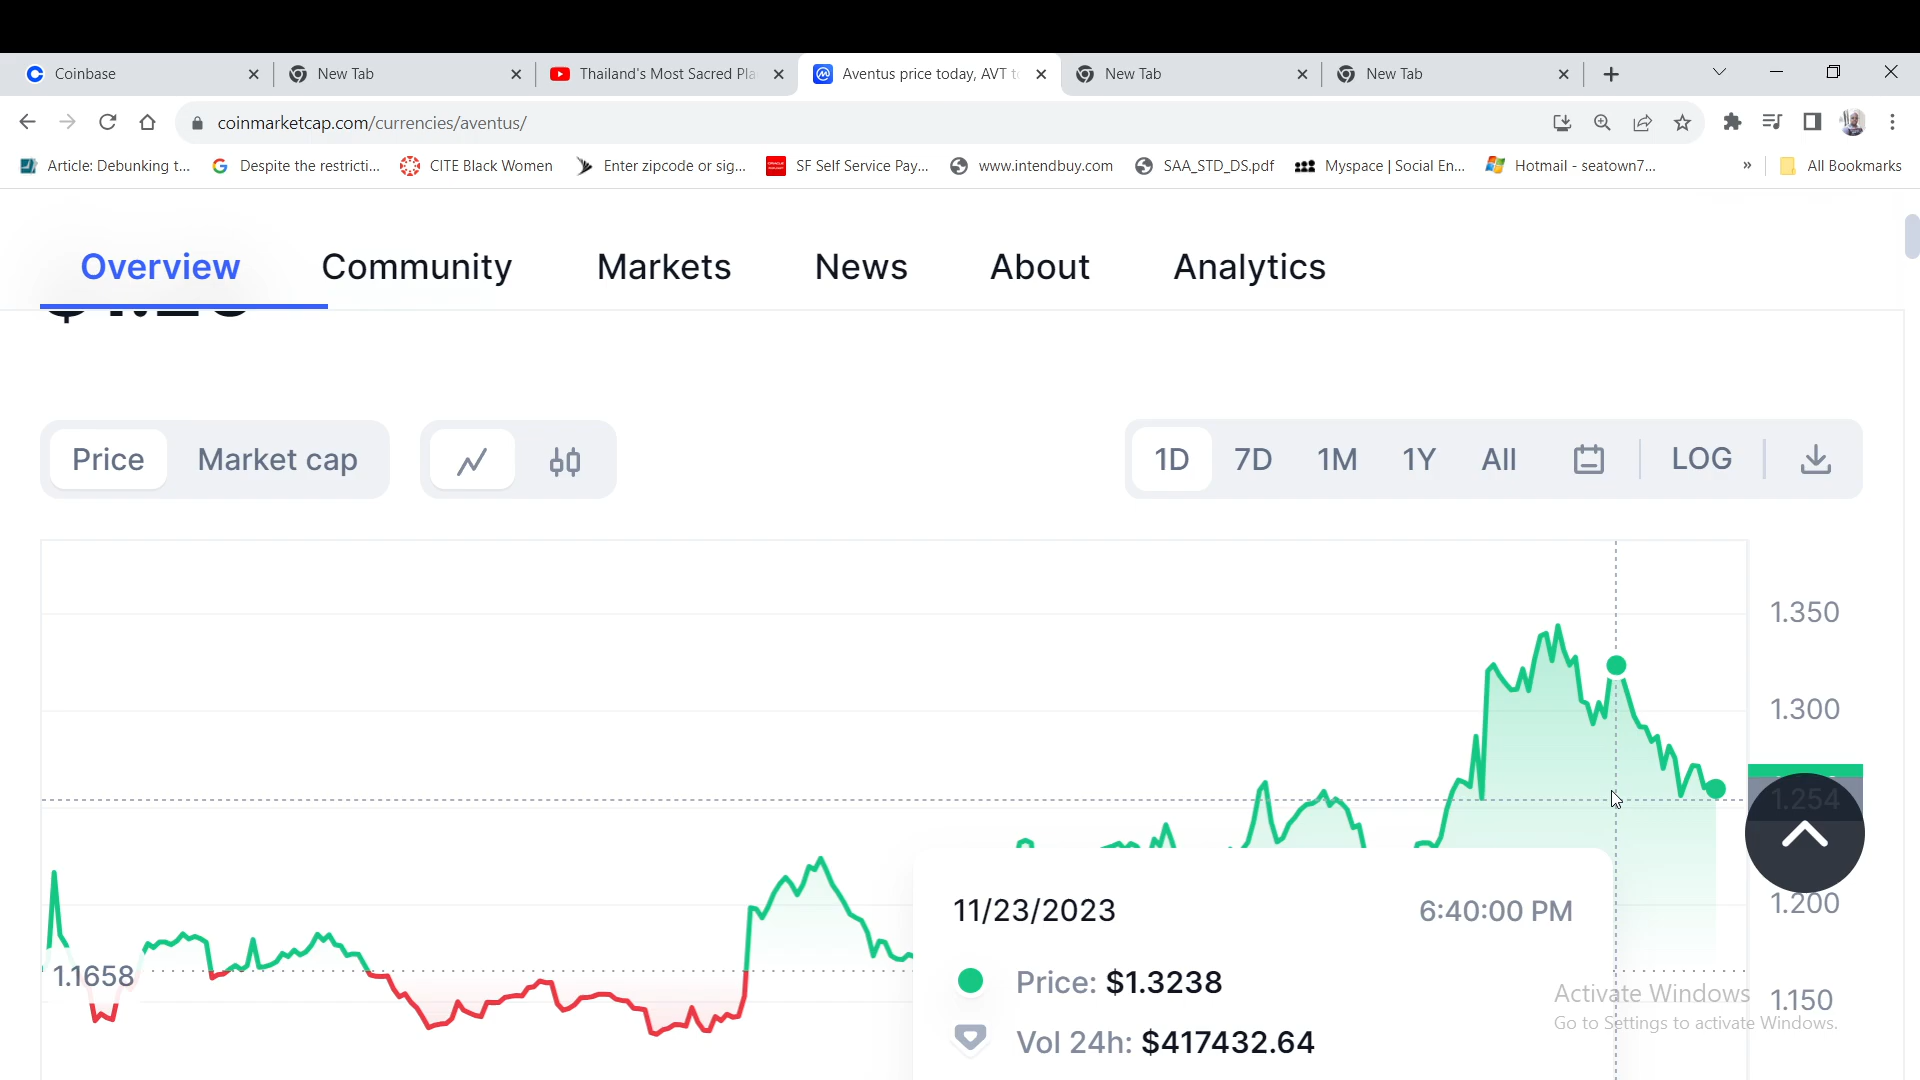 Coinbase
New Tab
Thailand's Most Sacred Pla
Aventus price today, AVT to
New Tab
New Tab
coinmarketcap.com/currencies/aventus/
Article: Debunking t...
Despite the restricti...
CITE Black Women
Enter zipcode or sig...
SF Self Service Pay...
www.intendbuy.com
SAA_STD_DS.pdf
Myspace | Social En...
Hotmail - seatown7...
»
All Bookmarks
Overview
Community
Markets
News
About
Analytics
Price
Market cap
1D
7D
1M
1Y
All
LOG
1.350
1.300
1.254
1.200
1.150
1.1658
11/23/2023
6:40:00 PM
Price: $1.3238
Vol 24h: $417432.64
Activate Windows
Go to Settings to activate Windows.